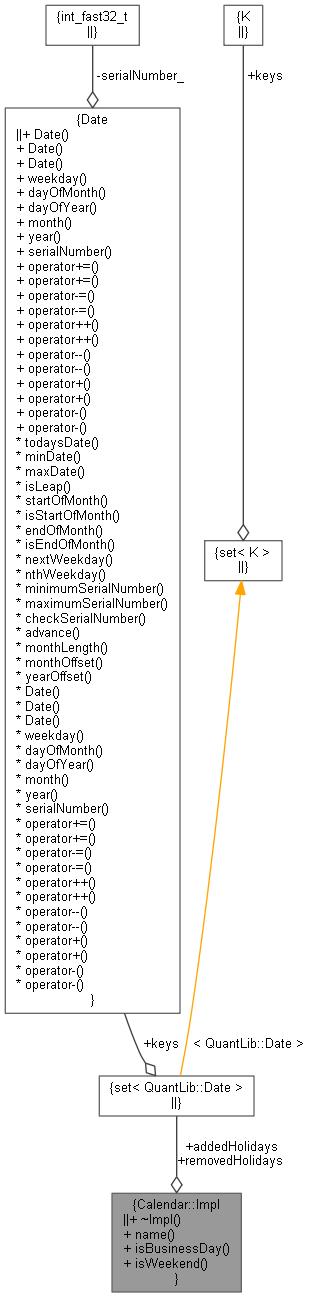 {int_fast32_t
||}
{K
||}
-serialNumber_
+keys
{Date
||+ Date()
+ Date()
+ Date()
+ weekday()
+ dayOfMonth()
+ dayOfYear()
+ month()
+ year()
+ serialNumber()
+ operator+=()
+ operator+=()
+ operator-=()
+ operator-=()
+ operator++()
+ operator++()
+ operator--()
+ operator--()
+ operator+()
+ operator+()
+ operator-()
+ operator-()
* todaysDate()
* minDate()
* maxDate()
* isLeap()
* startOfMonth()
* isStartOfMonth()
* endOfMonth()
* isEndOfMonth()
* nextWeekday()
* nthWeekday()
* minimumSerialNumber()
* maximumSerialNumber()
* checkSerialNumber()
* advance()
* monthLength()
* monthOffset()
* yearOffset()
* Date()
* Date()
* Date()
* weekday()
* dayOfMonth()
* dayOfYear()
* month()
* year()
* serialNumber()
* operator+=()
* operator+=()
* operator-=()
* operator-=()
* operator++()
* operator++()
* operator--()
* operator--()
* operator+()
* operator+()
* operator-()
* operator-()
}
{set< K >
||}
+keys
< QuantLib::Date >
{set< QuantLib::Date >
||}
+addedHolidays
+removedHolidays
{Calendar::Impl
||+ ~Impl()
+ name()
+ isBusinessDay()
+ isWeekend()
}